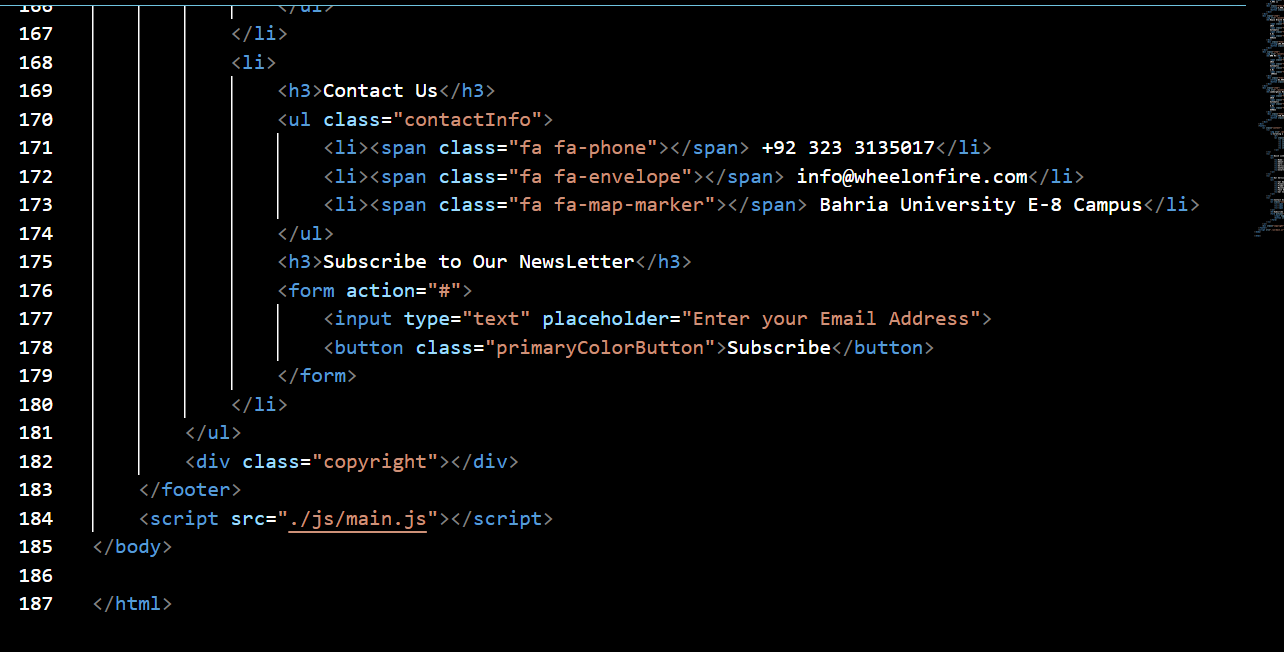 166                </ul>
167            </li>
168            <li>
169                <h3>Contact Us</h3>
170                <ul class="contactInfo">
171                    <li><span class="fa fa-phone"></span> +92 323 3135017</li>
172                    <li><span class="fa fa-envelope"></span> info@wheelonfire.com</li>
173                    <li><span class="fa fa-map-marker"></span> Bahria University E-8 Campus</li>
174                </ul>
175                <h3>Subscribe to Our NewsLetter</h3>
176                <form action="#">
177                    <input type="text" placeholder="Enter your Email Address">
178                    <button class="primaryColorButton">Subscribe</button>
179                </form>
180            </li>
181        </ul>
182        <div class="copyright"></div>
183    </footer>
184    <script src="./js/main.js"></script>
185</body>
186
187</html>